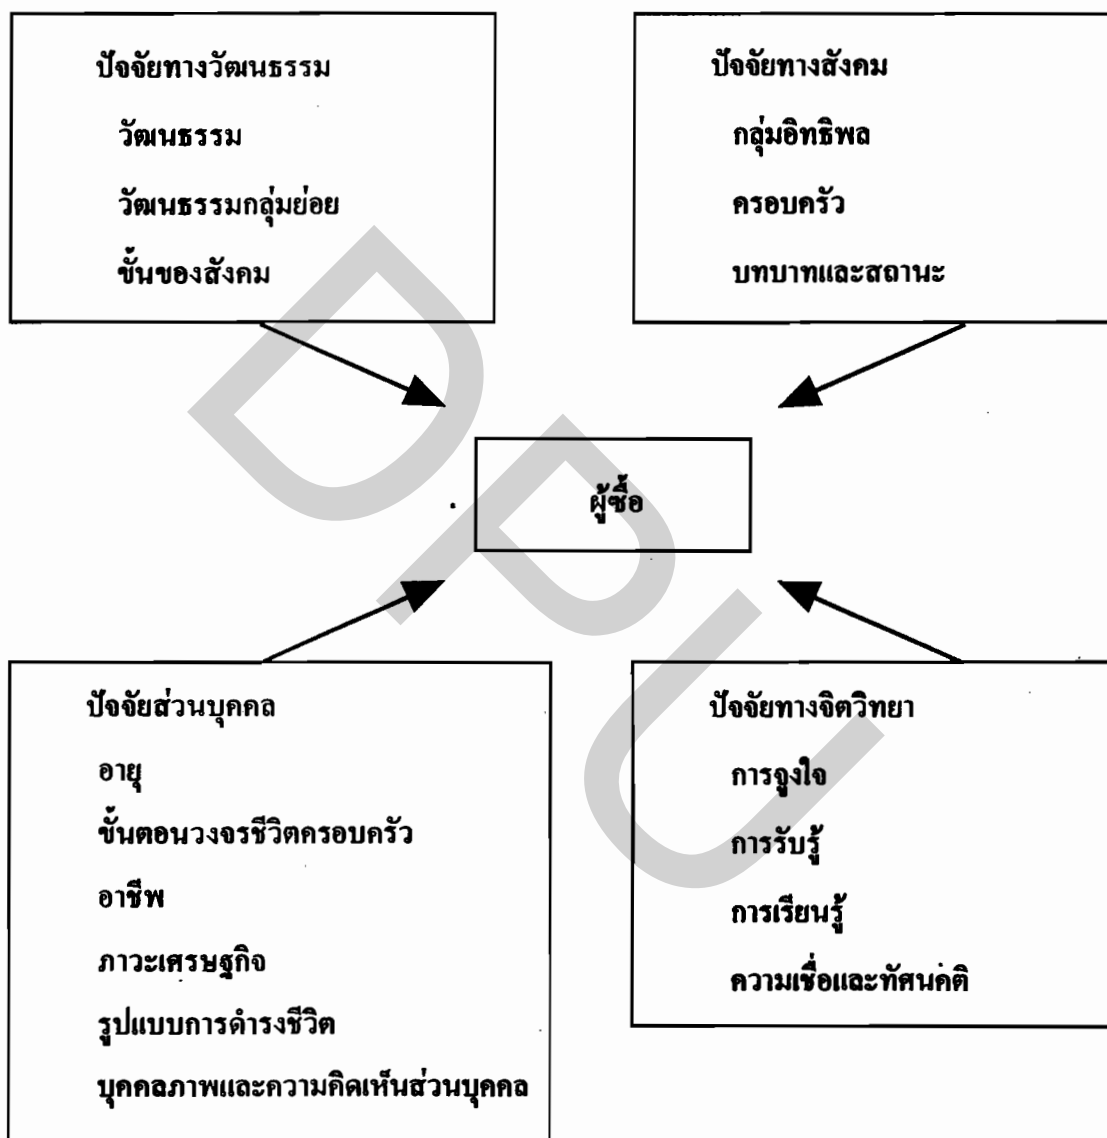 ปัจจัยทางวัฒนธรรม
วัฒนธรรม
วัฒนธรรมกลุ่มย่อย
ขั้นของสังคม
ปัจจัยทางสังคม
กลุ่มอิทธิพล
ครอบครัว
บทบาทและสถานะ
ผู้ซื้อ
ปัจจัยส่วนบุคคล
อายุ
ขั้นตอนวงจรชีวิตครอบครัว
อาชีพ
ภาวะเศรษฐกิจ
รูปแบบการดำรงชีวิต
บุคคลภาพและความคิดเห็นส่วนบุคคล
ปัจจัยทางจิตวิทยา
การจูงใจ
การรับรู้
การเรียนรู้
ความเชื่อและทัศนคติ
DPU